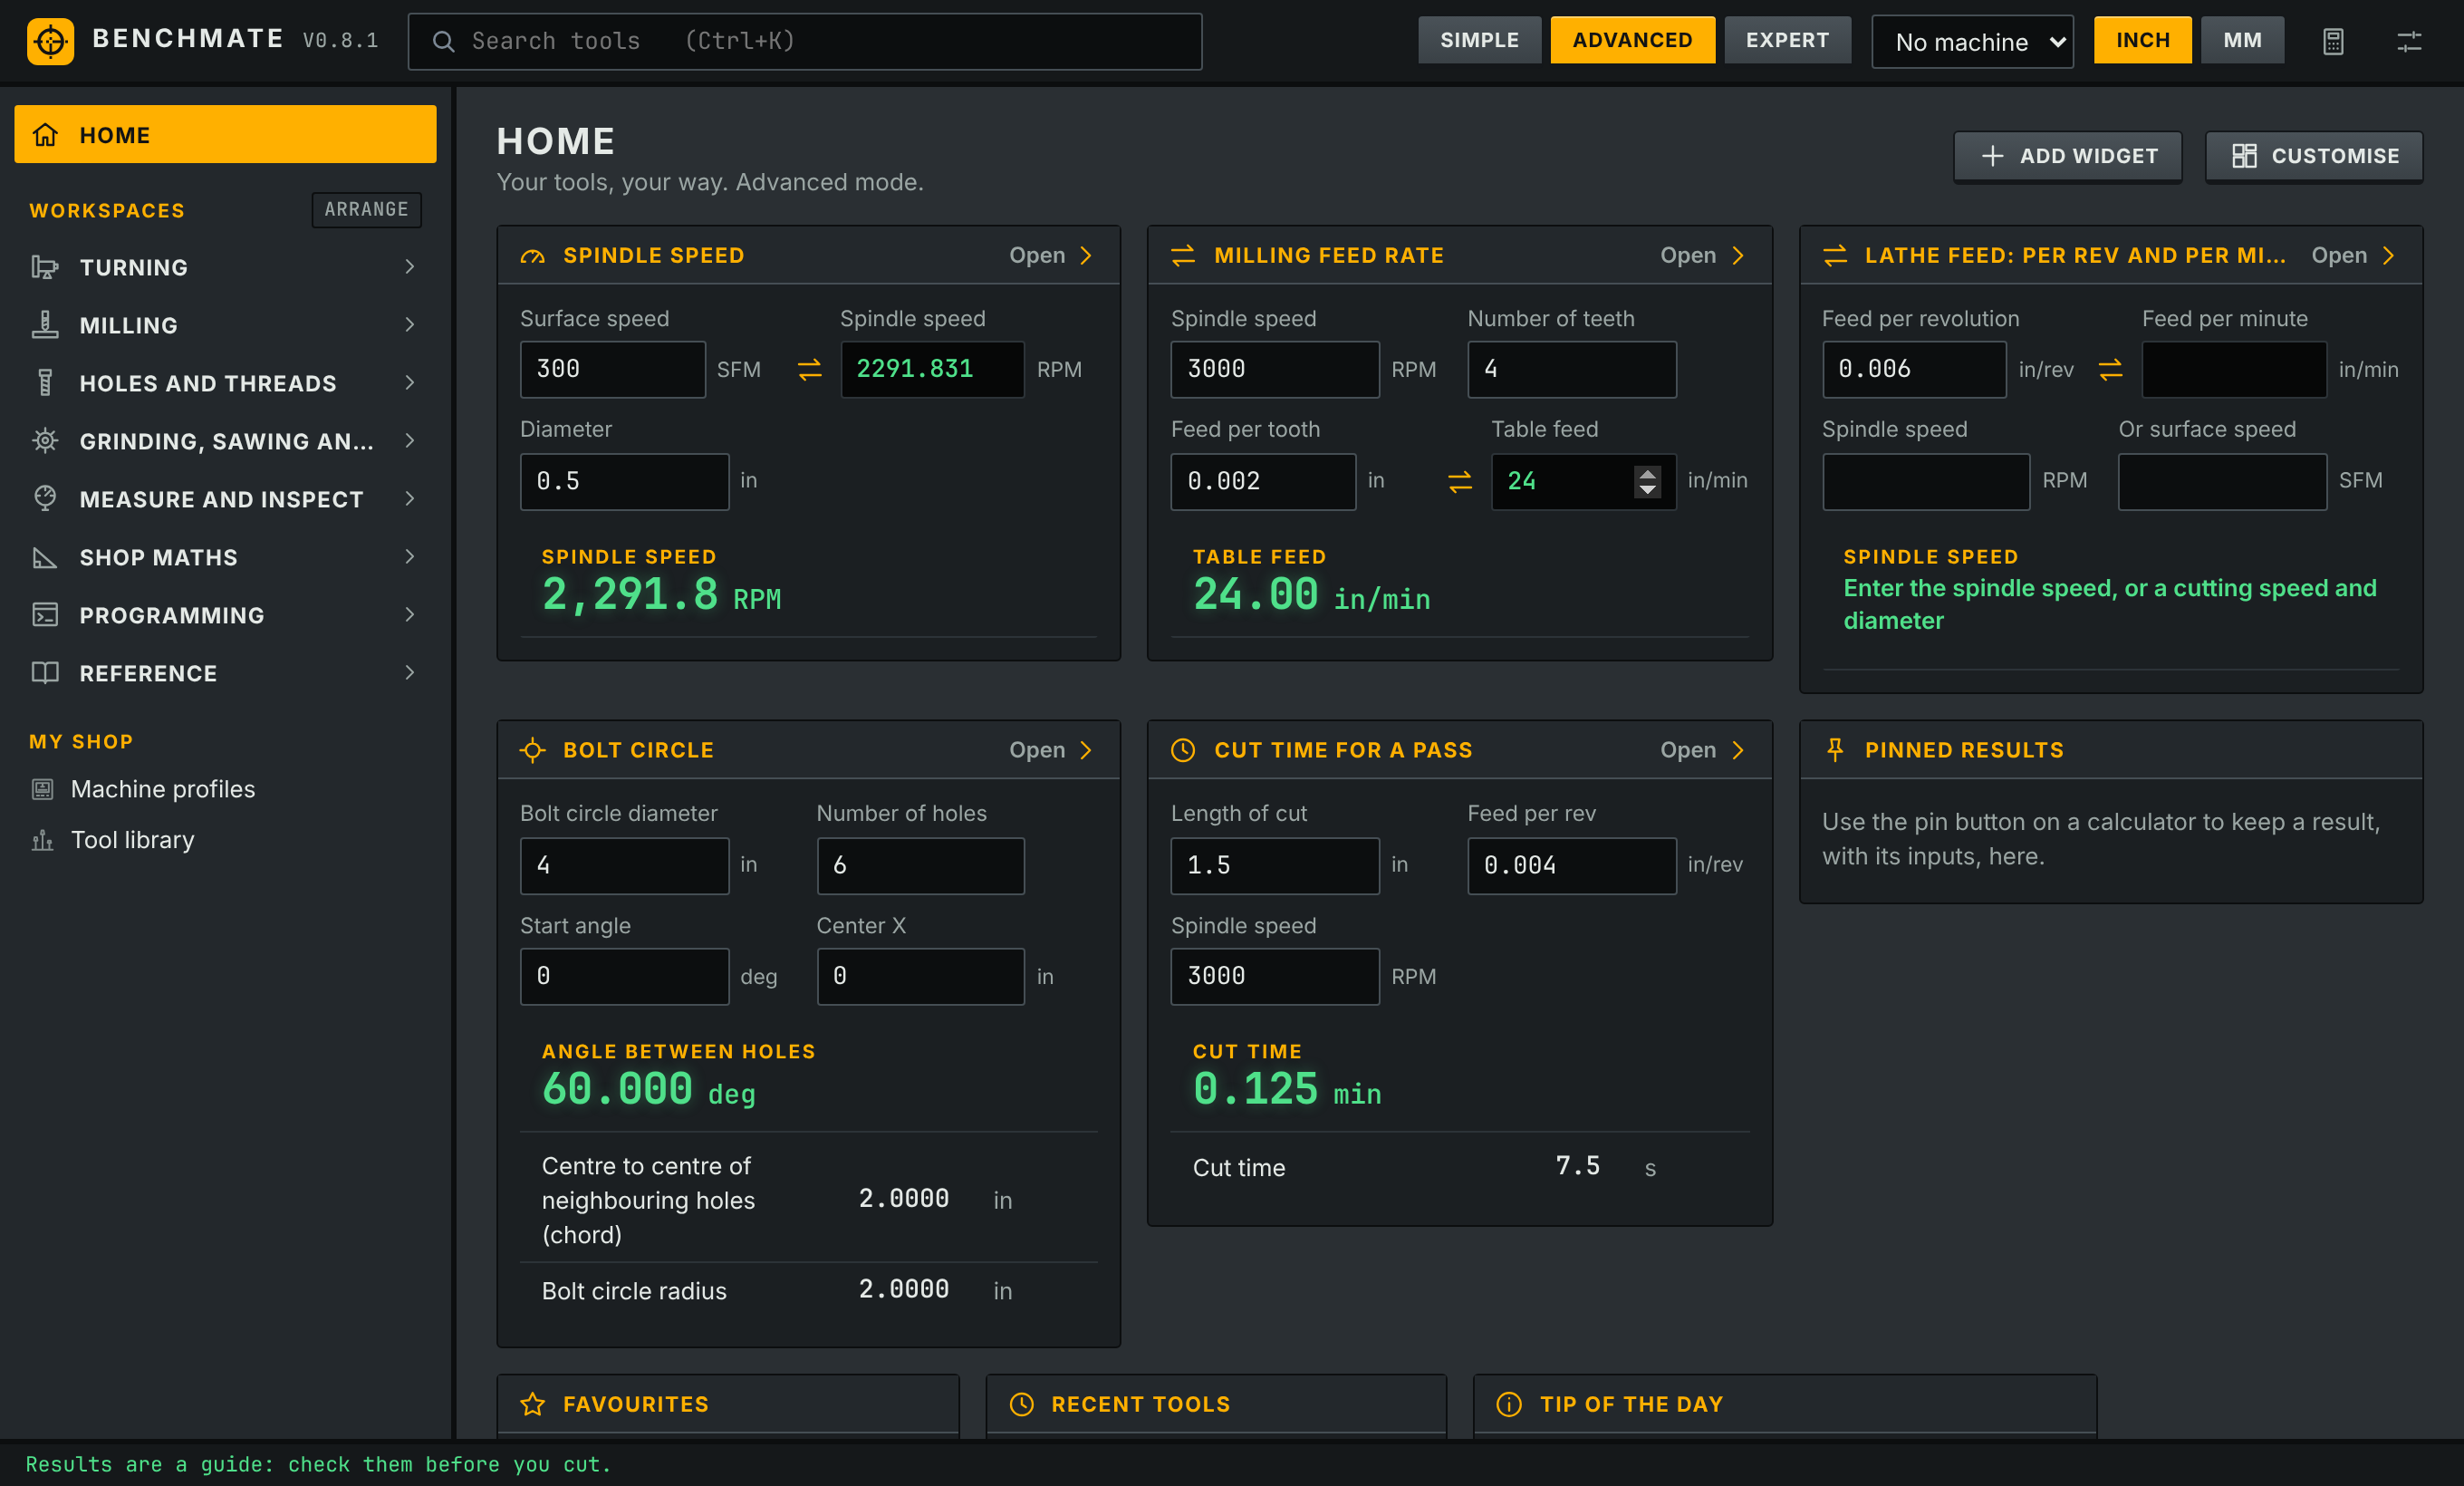 BENCHMATE V0.8.1
Search tools (Ctrl+K)
SIMPLE ADVANCED EXPERT
No machine
INCH MM
HOME
WORKSPACES ARRANGE
TURNING
MILLING
HOLES AND THREADS
GRINDING, SAWING AN...
MEASURE AND INSPECT
SHOP MATHS
PROGRAMMING
REFERENCE
MY SHOP
Machine profiles
Tool library
HOME
Your tools, your way. Advanced mode.
ADD WIDGET CUSTOMISE
SPINDLE SPEED Open
Surface speed Spindle speed
300 SFM 2291.831 RPM
Diameter
0.5 in
SPINDLE SPEED
2,291.8 RPM
MILLING FEED RATE Open
Spindle speed Number of teeth
3000 RPM 4
Feed per tooth Table feed
0.002 in 24 in/min
TABLE FEED
24.00 in/min
LATHE FEED: PER REV AND PER MI... Open
Feed per revolution Feed per minute
0.006 in/rev in/min
Spindle speed Or surface speed
RPM SFM
SPINDLE SPEED
Enter the spindle speed, or a cutting speed and
diameter
BOLT CIRCLE Open
Bolt circle diameter Number of holes
4 in 6
Start angle Center X
0 deg 0 in
ANGLE BETWEEN HOLES
60.000 deg
Centre to centre of
neighbouring holes
(chord)
2.0000 in
Bolt circle radius 2.0000 in
CUT TIME FOR A PASS Open
Length of cut Feed per rev
1.5 in 0.004 in/rev
Spindle speed
3000 RPM
CUT TIME
0.125 min
Cut time 7.5 s
PINNED RESULTS
Use the pin button on a calculator to keep a result,
with its inputs, here.
FAVOURITES
RECENT TOOLS
TIP OF THE DAY
Results are a guide: check them before you cut.